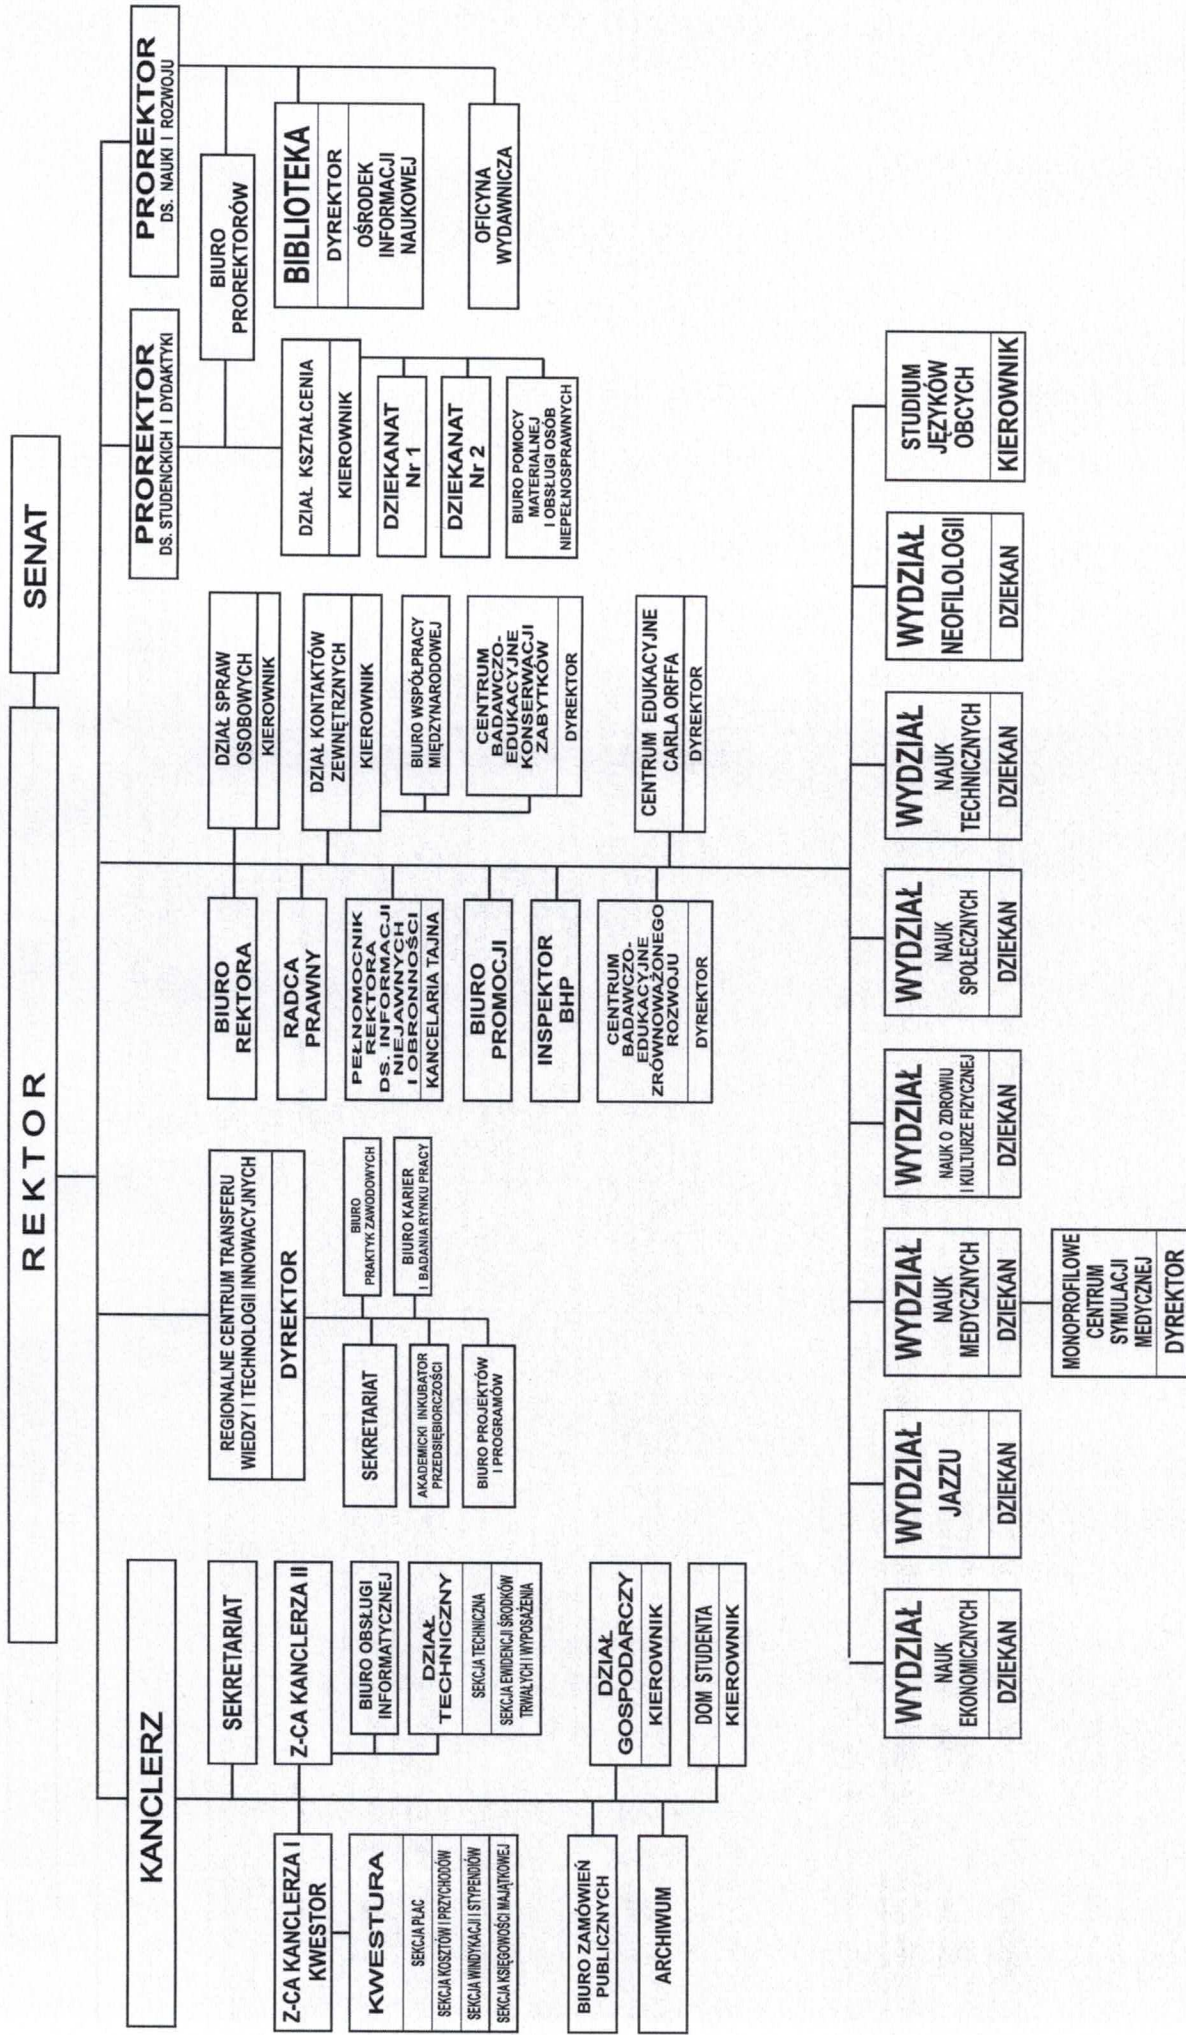 REKTOR
SENAT
KANCLERZ
SEKRETARIAT
Z-CA KANCLERZA I
KWESTOR
KWESTURA
SEKCJA PŁAC
SEKCJA KOSZTÓW I PRZYCHODÓW
SEKCJA WINDYKACJI I STYPENDIÓW
SEKCJA KSIĘGOWOŚCI MAJĄTKOWEJ
Z-CA KANCLERZA II
BIURO OBSŁUGI
INFORMATYCZNEJ
DZIAŁ
TECHNICZNY
SEKCJA TECHNICZNA
SEKCJA EWIDENCJI ŚRODKÓW
TRWAŁYCH I WYPOSAŻENIA
BIURO ZAMÓWIEŃ
PUBLICZNYCH
ARCHIWUM
DZIAŁ
GOSPODARCZY
KIEROWNIK
DOM STUDENTA
KIEROWNIK
REGIONALNE CENTRUM TRANSFERU
WIEDZY I TECHNOLOGII INNOWACYJNYCH
DYREKTOR
SEKRETARIAT
AKADEMICKI INKUBATOR
PRZEDSIĘBIORCZOŚCI
BIURO PROJEKTÓW
I PROGRAMÓW
BIURO
PRAKTYK ZAWODOWYCH
BIURO KARIER
I BADANIA RYNKU PRACY
BIURO
REKTORA
RADCA
PRAWNY
PEŁNOMOCNIK
REKTORA
DS. INFORMACJI
NIEJAWNYCH
I OBRONNOŚCI
KANCELARIA TAJNA
BIURO
PROMOCJI
INSPEKTOR
BHP
CENTRUM
BADAWCZO-
EDUKACYJNE
ZRÓWNOWAŻONEGO
ROZWOJU
DYREKTOR
DZIAŁ SPRAW
OSOBOWYCH
KIEROWNIK
DZIAŁ KONTAKTÓW
ZEWNĘTRZNYCH
KIEROWNIK
BIURO WSPÓŁPRACY
MIĘDZYNARODOWEJ
CENTRUM
BADAWCZO-
EDUKACYJNE
KONSERWACJI
ZABYTKÓW
DYREKTOR
CENTRUM EDUKACYJNE
CARLA ORFFA
DYREKTOR
PROREKTOR
DS. STUDENCKICH I DYDAKTYKI
PROREKTOR
DS. NAUKI I ROZWOJU
BIURO
PROREKTORÓW
DZIAŁ KSZTAŁCENIA
KIEROWNIK
DZIEKANAT
Nr 1
DZIEKANAT
Nr 2
BIURO POMOCY
MATERIALNEJ
I OBSŁUGI OSÓB
NIEPEŁNOSPRAWNYCH
BIBLIOTEKA
DYREKTOR
OŚRODEK
INFORMACJI
NAUKOWEJ
OFICYNA
WYDAWNICZA
WYDZIAŁ
NAUK
EKONOMICZNYCH
DZIEKAN
WYDZIAŁ
JAZZU
DZIEKAN
WYDZIAŁ
NAUK
MEDYCZNYCH
DZIEKAN
MONOPROFILOWE
CENTRUM
SYMULACJI
MEDYCZNEJ
DYREKTOR
WYDZIAŁ
NAUK O ZDROWIU
I KULTURZE FIZYCZNEJ
DZIEKAN
WYDZIAŁ
NAUK
SPOŁECZNYCH
DZIEKAN
WYDZIAŁ
NAUK
TECHNICZNYCH
DZIEKAN
WYDZIAŁ
NEOFILOLOGII
DZIEKAN
STUDIUM
JĘZYKÓW
OBCYCH
KIEROWNIK